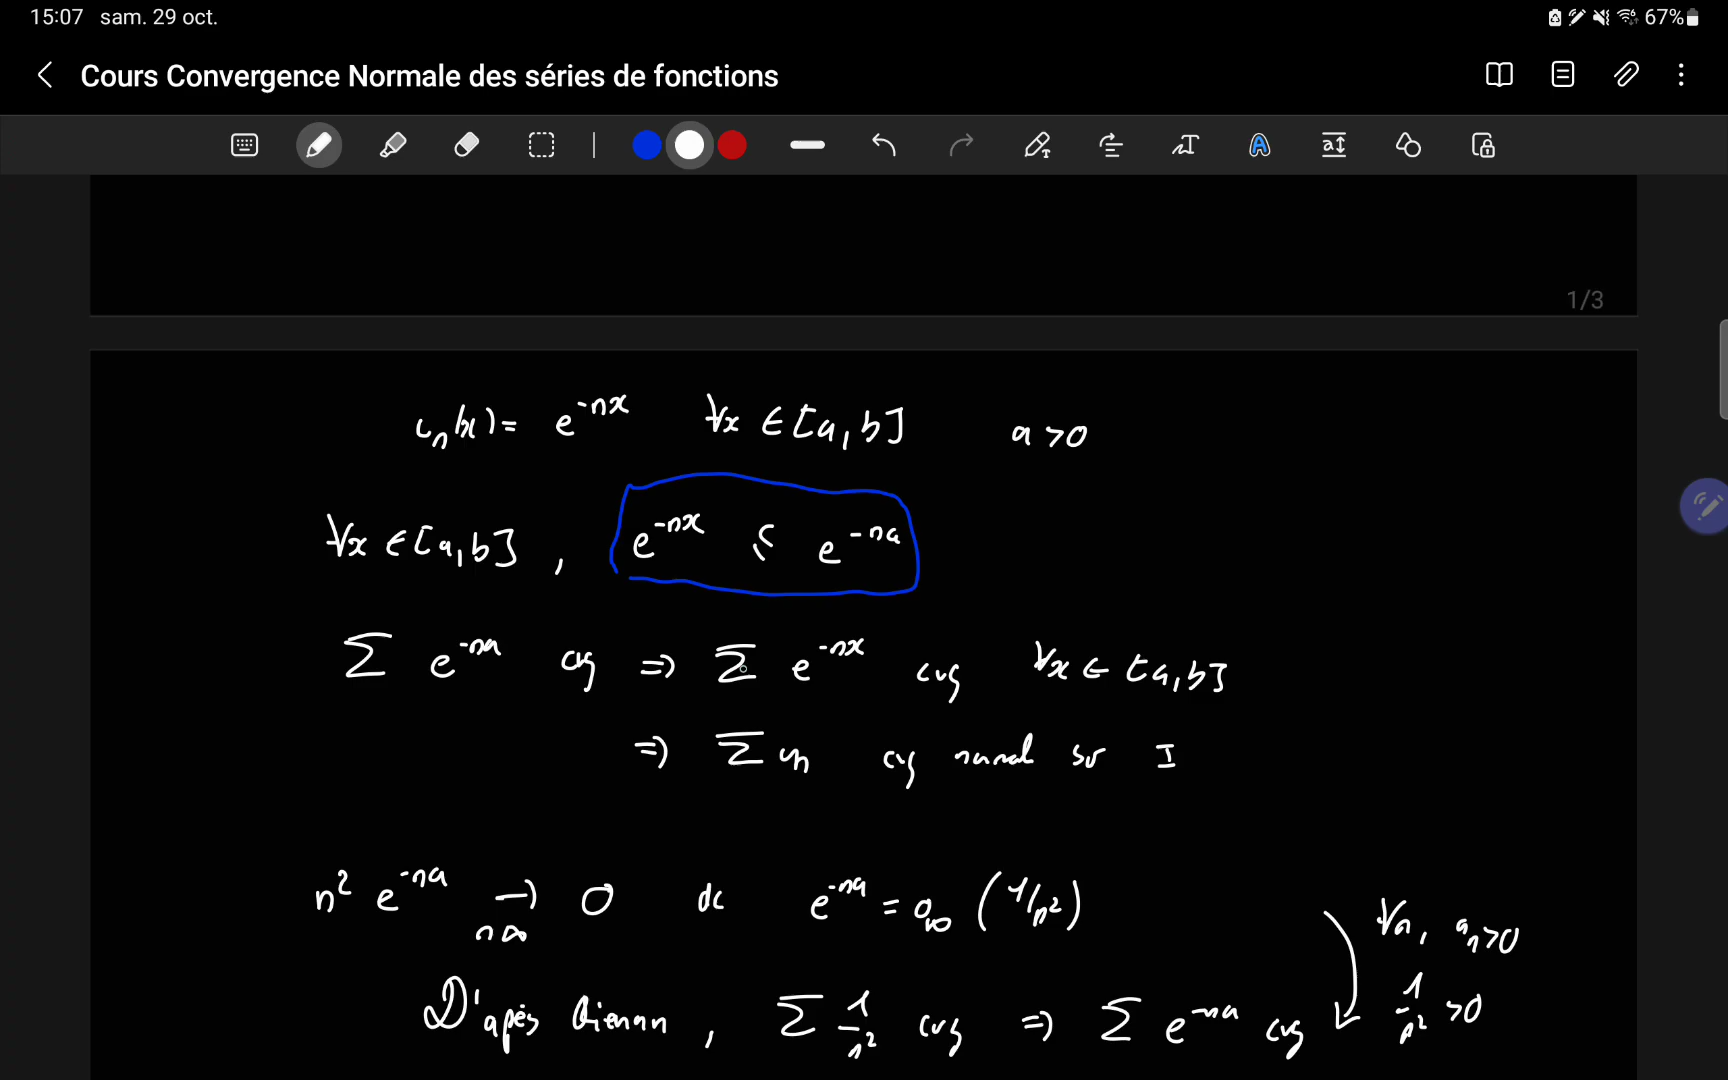 15:07 sam. 29 oct.
67%
Cours Convergence Normale des séries de fonctions
1/3
uₙ(x) = e^{-nx} ∀x ∈ [a, b] a > 0
∀x ∈ [a, b] , e^{-nx} ≤ e^{-na}
∑ e^{-na} cvg ⇒ ∑ e^{-nx} cvg ∀x ∈ [a, b]
⇒ ∑ uₙ cvg normal sur I
n² e^{-na} → 0 dc e^{-na} = o_{∞} (1/n²)
n ∞
∀n, aₙ > 0
D'après Riemann , ∑ 1/n² cvg ⇒ ∑ e^{-na} cvg
1/n² > 0